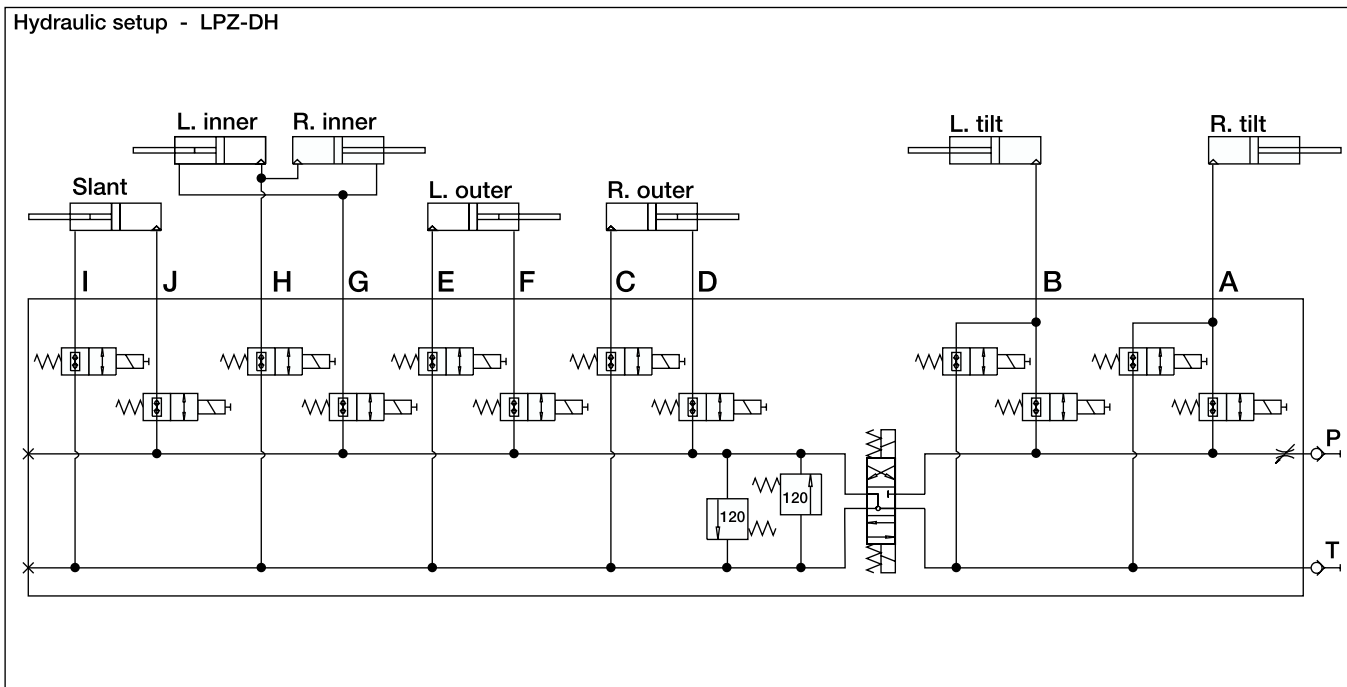 Hydraulic setup - LPZ-DH
L. inner
R. inner
L. tilt
R. tilt
Slant
L. outer
R. outer
I
J
H
G
E
F
C
D
B
A
P
120
120
T